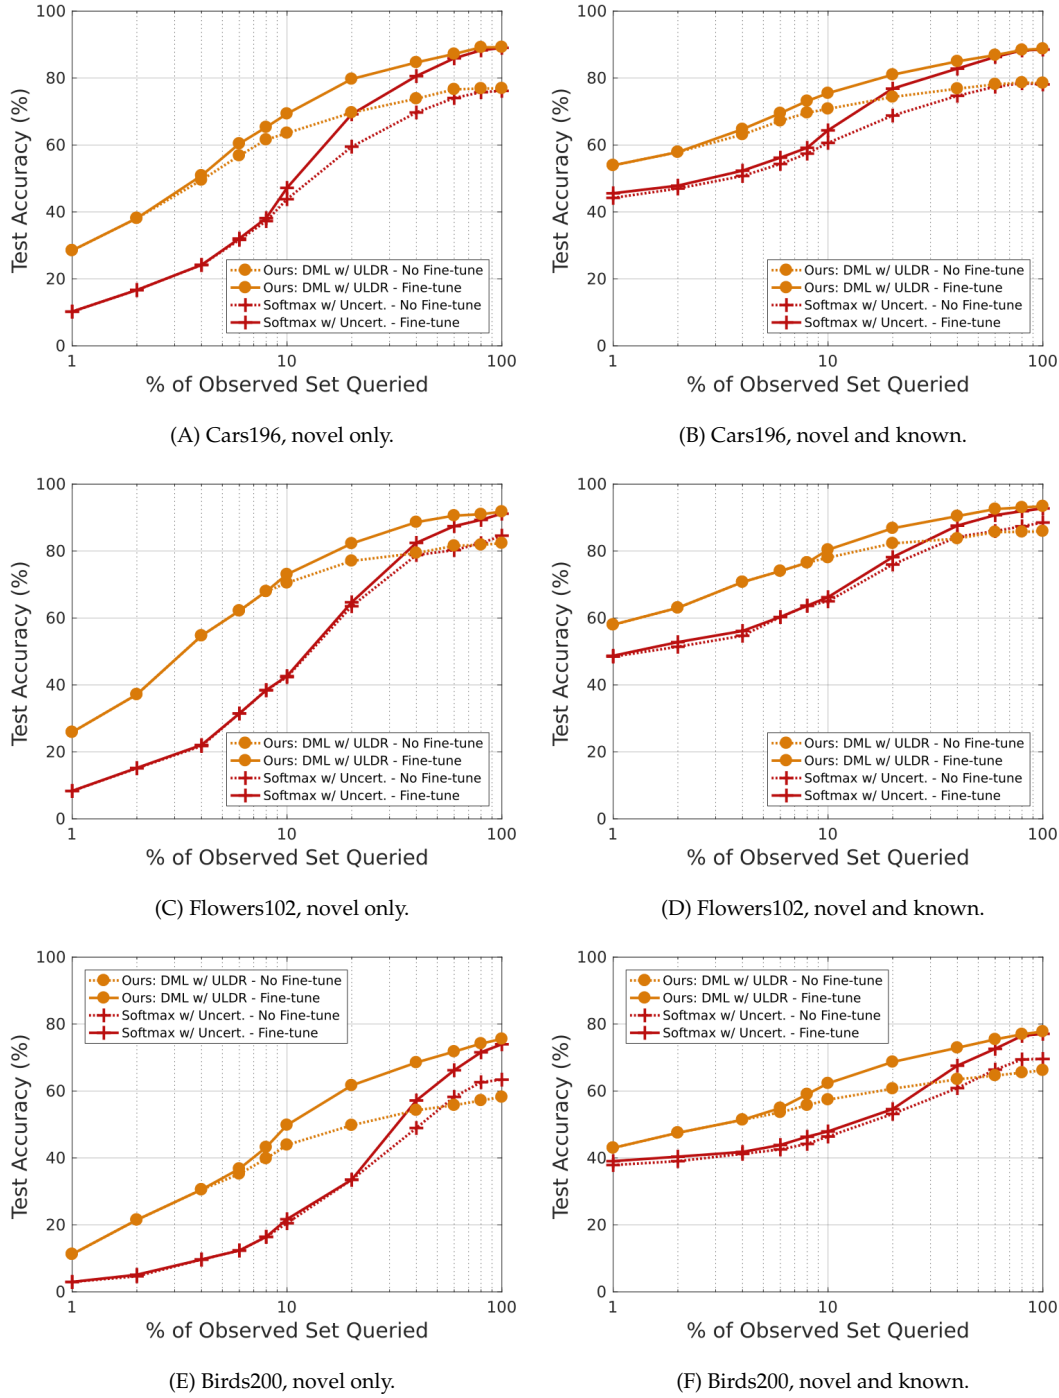 100
80
60
40
20
0
Test Accuracy (%)
Ours: DML w/ ULDR - No Fine-tune
Ours: DML w/ ULDR - Fine-tune
Softmax w/ Uncert. - No Fine-tune
Softmax w/ Uncert. - Fine-tune
1 10 100
% of Observed Set Queried
(A) Cars196, novel only.
100
80
60
40
20
0
Test Accuracy (%)
Ours: DML w/ ULDR - No Fine-tune
Ours: DML w/ ULDR - Fine-tune
Softmax w/ Uncert. - No Fine-tune
Softmax w/ Uncert. - Fine-tune
1 10 100
% of Observed Set Queried
(B) Cars196, novel and known.
100
80
60
40
20
0
Test Accuracy (%)
Ours: DML w/ ULDR - No Fine-tune
Ours: DML w/ ULDR - Fine-tune
Softmax w/ Uncert. - No Fine-tune
Softmax w/ Uncert. - Fine-tune
1 10 100
% of Observed Set Queried
(C) Flowers102, novel only.
100
80
60
40
20
0
Test Accuracy (%)
Ours: DML w/ ULDR - No Fine-tune
Ours: DML w/ ULDR - Fine-tune
Softmax w/ Uncert. - No Fine-tune
Softmax w/ Uncert. - Fine-tune
1 10 100
% of Observed Set Queried
(D) Flowers102, novel and known.
100
80
60
40
20
0
Test Accuracy (%)
Ours: DML w/ ULDR - No Fine-tune
Ours: DML w/ ULDR - Fine-tune
Softmax w/ Uncert. - No Fine-tune
Softmax w/ Uncert. - Fine-tune
1 10 100
% of Observed Set Queried
(E) Birds200, novel only.
100
80
60
40
20
0
Test Accuracy (%)
Ours: DML w/ ULDR - No Fine-tune
Ours: DML w/ ULDR - Fine-tune
Softmax w/ Uncert. - No Fine-tune
Softmax w/ Uncert. - Fine-tune
1 10 100
% of Observed Set Queried
(F) Birds200, novel and known.